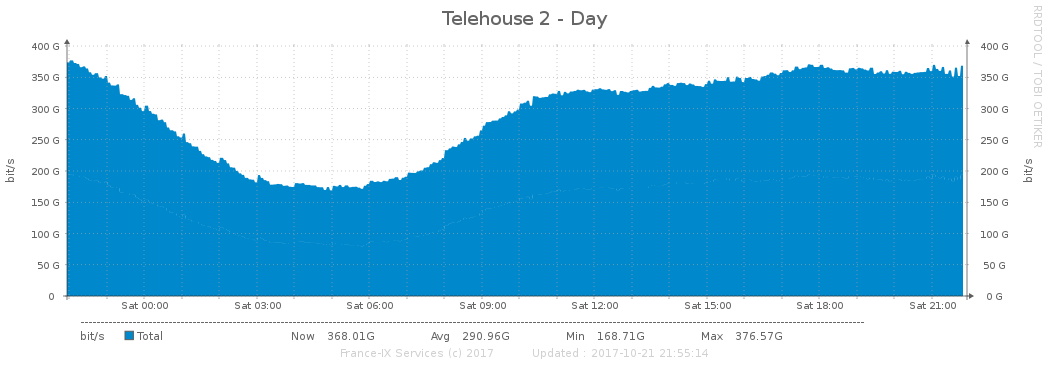 Telehouse 2 - Day
RRDTOOL / TOBI OETIKER
400 G 400 G
350 G 350 G
300 G 300 G
250 G 250 G
200 G 200 G
150 G 150 G
100 G 100 G
50 G 50 G
0 0 G
bit/s bit/s
Sat 00:00 Sat 03:00 Sat 06:00 Sat 09:00 Sat 12:00 Sat 15:00 Sat 18:00 Sat 21:00
bit/s Total Now 368.01G Avg 290.96G Min 168.71G Max 376.57G
France-IX Services (c) 2017 Updated : 2017-10-21 21:55:14